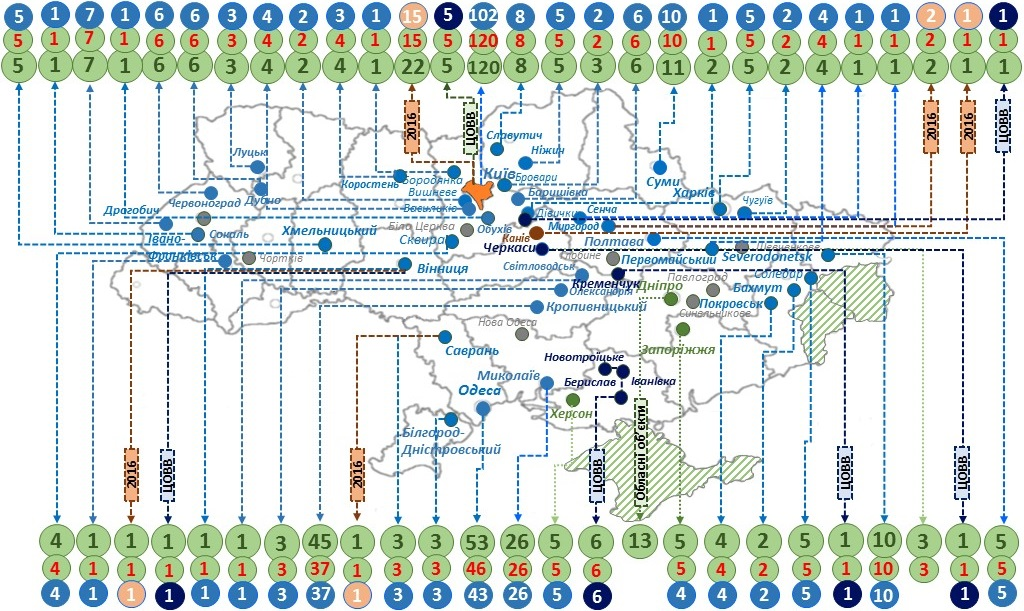 5 1 7 1 6 6 3 4 2 4 1 15 5 102 8 5 2 6 10 1 5 2 4 1 1 2 1 1
5 1 7 1 6 6 3 4 2 4 1 15 5 120 8 5 2 6 10 1 5 2 4 1 1 2 1 1
5 1 7 1 6 6 3 4 2 4 1 22 5 120 8 5 3 6 11 2 5 2 4 1 1 2 1 1
2016
ЦОВВ
2016
2016
ЦОВВ
Славутич
Ніжин
Луцьк
Київ
Бровари
Коростень
Бородянка
Суми
Вишневе
Баришівка
Харків
Чугуїв
Червоноград
Дубно
Васильків
Драгобич
Дівички
Сенча
Біла Церква
Обухів
Миргород
Сокаль
Хмельницький
Івано-
Франківськ
Сквира
Канів
Полтава
Черкаси
Чортків
Глобине
Первомайський
Severodonetsk
Вінниця
Світловодськ
Соледар
Кременчук
Павлоград
Дніпро
Бахмут
Олександрія
Покровськ
Кропивницький
Синельникове
Нова Одеса
Саврань
Запоріжжя
Новотроїцьке
Миколаїв
Берислав
Іванівка
Одеса
Херсон
Білгород-
Дністровський
2016
ЦОВВ
2016
ЦОВВ
Обласні об'єкти
ЦОВВ
ЦОВВ
4 1 1 1 1 1 3 45 1 3 3 53 26 5 6 13 5 4 2 5 1 10 3 1 5
4 1 1 1 1 1 3 37 1 3 3 46 26 5 6 5 4 2 5 1 10 3 1 5
4 1 1 1 1 1 3 37 1 3 3 43 26 5 6 4 4 2 5 1 10 1 5